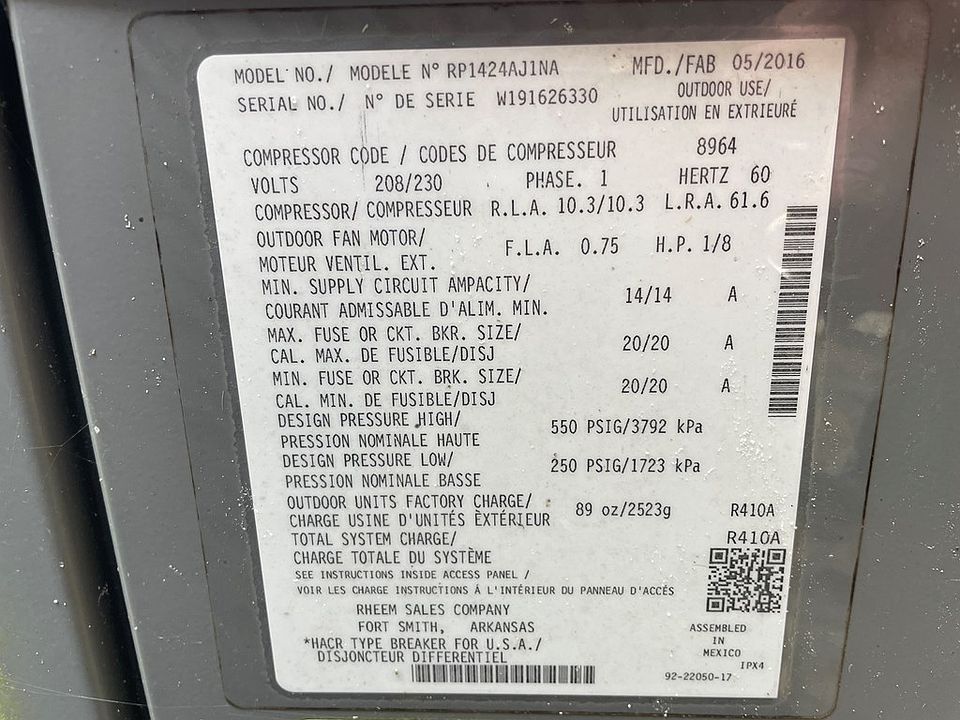 MODEL NO./ MODELE N° RP1424AJ1NA MFD./FAB 05/2016
SERIAL NO./ N° DE SERIE W191626330 OUTDOOR USE/
UTILISATION EN EXTRIEURÉ
COMPRESSOR CODE / CODES DE COMPRESSEUR 8964
VOLTS 208/230 PHASE. 1 HERTZ 60
COMPRESSOR/ COMPRESSEUR R.L.A. 10.3/10.3 L.R.A. 61.6
OUTDOOR FAN MOTOR/
MOTEUR VENTIL. EXT. F.L.A. 0.75 H.P. 1/8
MIN. SUPPLY CIRCUIT AMPACITY/
COURANT ADMISSABLE D'ALIM. MIN. 14/14 A
MAX. FUSE OR CKT. BKR. SIZE/
CAL. MAX. DE FUSIBLE/DISJ 20/20 A
MIN. FUSE OR CKT. BRK. SIZE/
CAL. MIN. DE FUSIBLE/DISJ 20/20 A
DESIGN PRESSURE HIGH/
PRESSION NOMINALE HAUTE 550 PSIG/3792 kPa
DESIGN PRESSURE LOW/
PRESSION NOMINALE BASSE 250 PSIG/1723 kPa
OUTDOOR UNITS FACTORY CHARGE/
CHARGE USINE D'UNITÉS ÈXTÉRIEUR 89 oz/2523g R410A
TOTAL SYSTEM CHARGE/ R410A
CHARGE TOTALE DU SYSTÈME
SEE INSTRUCTIONS INSIDE ACCESS PANEL /
VOIR LES CHARGE INSTRUCTIONS Á L'INTÉRIEUR DU PANNEAU D'ACCÉS
RHEEM SALES COMPANY
FORT SMITH, ARKANSAS
*HACR TYPE BREAKER FOR U.S.A./
DISJONCTEUR DIFFERENTIEL
ASSEMBLED
IN
MEXICO
IPX4
92-22050-17